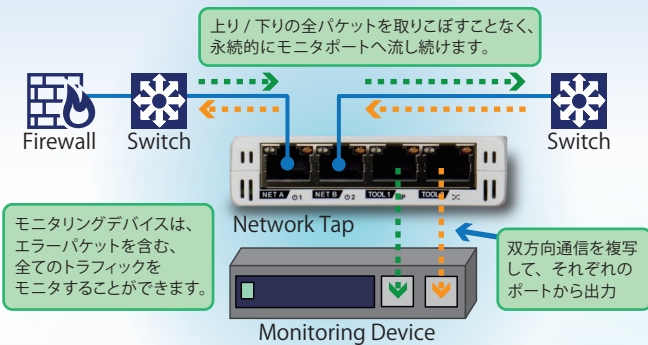 上り / 下りの全パケットを取りこぼすことなく、
永続的にモニタポートへ流し続けます。
Firewall
Switch
Switch
NET A
1
NET B
2
TOOL 1
Network Tap
モニタリングデバイスは、
エラーパケットを含む、
全てのトラフィックを
モニタすることができます。
双方向通信を複写
して、それぞれの
ポートから出力
Monitoring Device